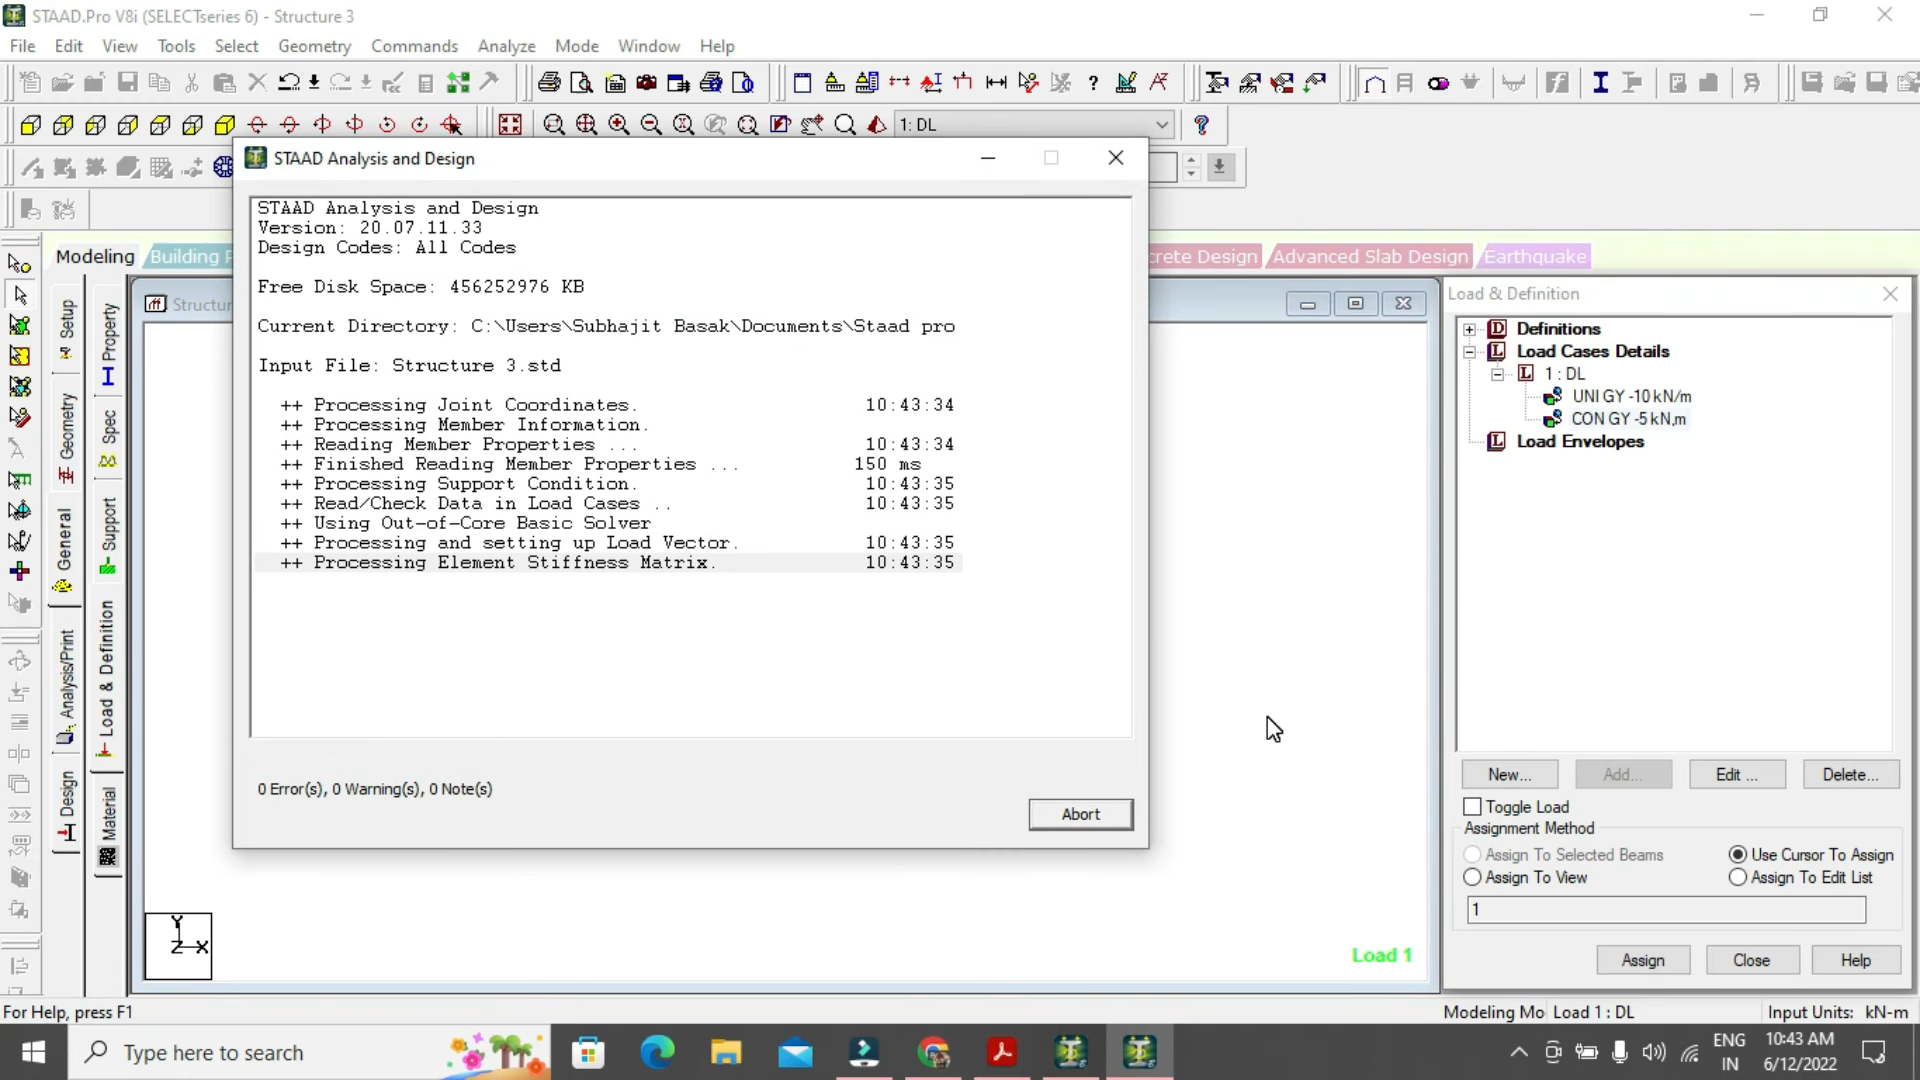 STAAD.Pro V8i (SELECTseries 6) - Structure 3
File Edit View Tools Select Geometry Commands Analyze Mode Window Help
1: DL
STAAD Analysis and Design
STAAD Analysis and Design
Version: 20.07.11.33
Design Codes: All Codes
Free Disk Space: 456252976 KB
Current Directory: C:\Users\Subhajit Basak\Documents\Staad pro
Input File: Structure 3.std
++ Processing Joint Coordinates. 10:43:34
++ Processing Member Information.
++ Reading Member Properties ... 10:43:34
++ Finished Reading Member Properties ... 150 ms
++ Processing Support Condition. 10:43:35
++ Read/Check Data in Load Cases .. 10:43:35
++ Using Out-of-Core Basic Solver
++ Processing and setting up Load Vector. 10:43:35
++ Processing Element Stiffness Matrix. 10:43:35
0 Error(s), 0 Warning(s), 0 Note(s)
Abort
Modeling Building P
crete Design Advanced Slab Design Earthquake
Structur
Setup
Geometry
General
Analysis/Print
Design
Property
Spec
Support
Load & Definition
Material
Y
Z X
Load 1
Load & Definition
Definitions
Load Cases Details
1 : DL
UNI GY -10 kN/m
CON GY -5 kN,m
Load Envelopes
New... Add... Edit ... Delete...
Toggle Load
Assignment Method
Assign To Selected Beams Use Cursor To Assign
Assign To View Assign To Edit List
1
Assign Close Help
For Help, press F1 Modeling Mo Load 1 : DL Input Units: kN-m
Type here to search
ENG
IN
10:43 AM
6/12/2022